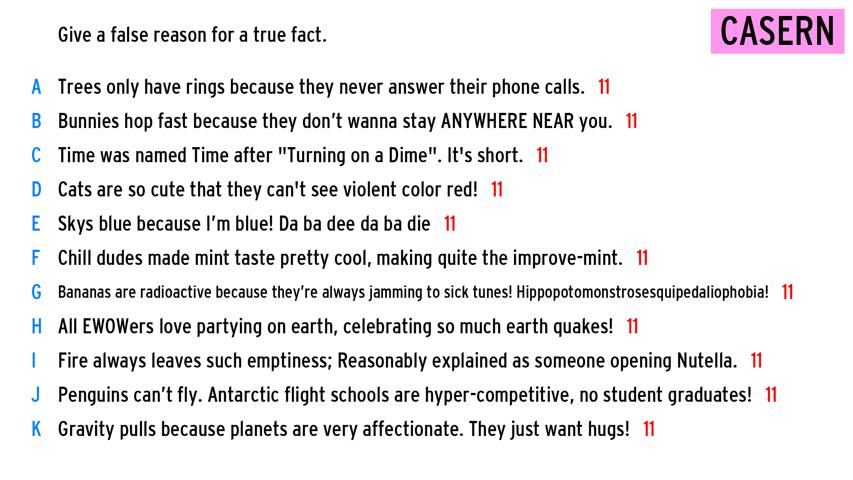 Give a false reason for a true fact.
CASERN
A Trees only have rings because they never answer their phone calls. 11
B Bunnies hop fast because they don't wanna stay ANYWHERE NEAR you. 11
C Time was named Time after "Turning on a Dime". It's short. 11
D Cats are so cute that they can't see violent color red! 11
E Skys blue because I'm blue! Da ba dee da ba die 11
F Chill dudes made mint taste pretty cool, making quite the improve-mint. 11
G Bananas are radioactive because they're always jamming to sick tunes! Hippopotomonstrosesquipedaliophobia! 11
H All EWOWers love partying on earth, celebrating so much earth quakes! 11
I Fire always leaves such emptiness; Reasonably explained as someone opening Nutella. 11
J Penguins can't fly. Antarctic flight schools are hyper-competitive, no student graduates! 11
K Gravity pulls because planets are very affectionate. They just want hugs! 11